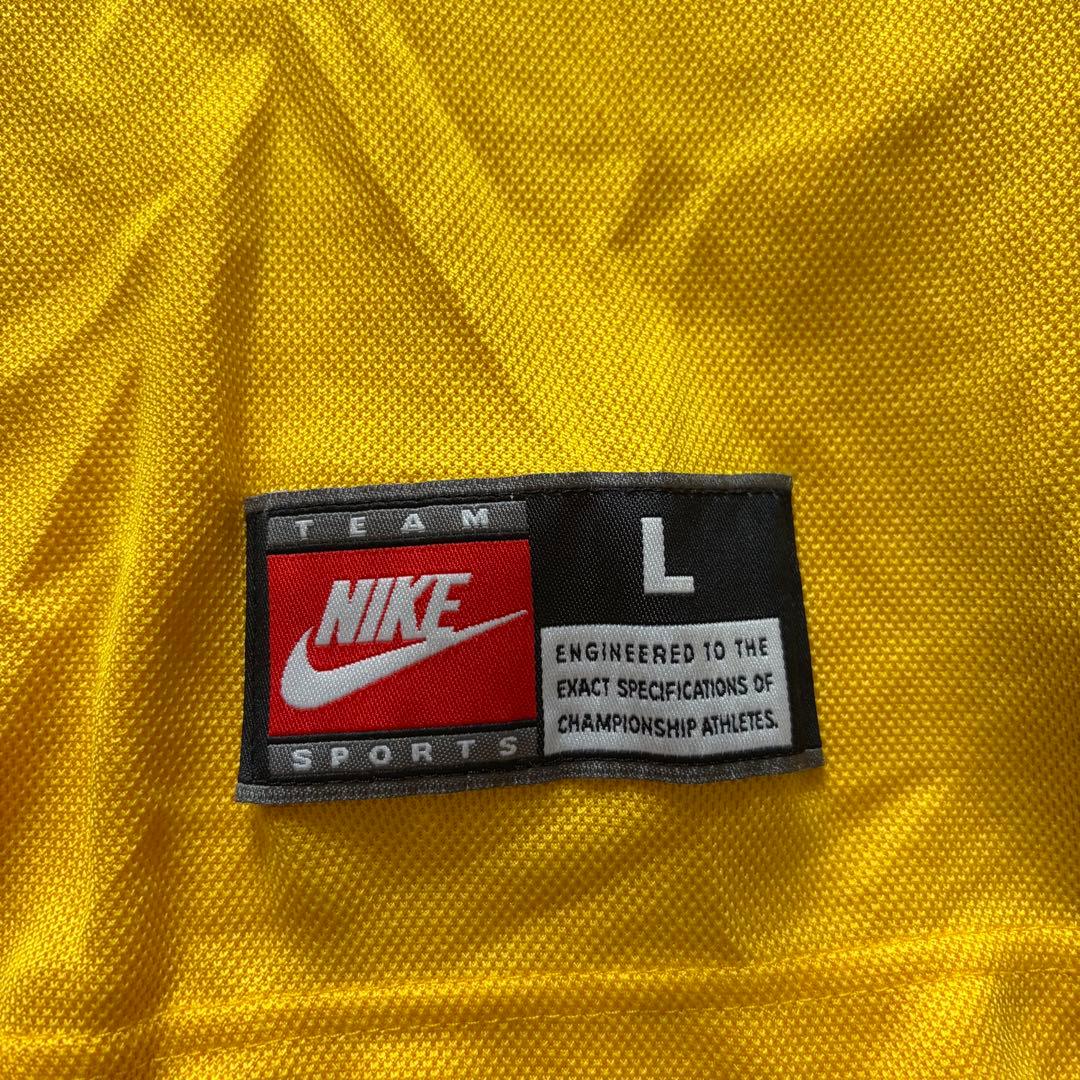 TEAM
NIKE
SPORTS
L
ENGINEERED TO THE
EXACT SPECIFICATIONS OF
CHAMPIONSHIP ATHLETES.